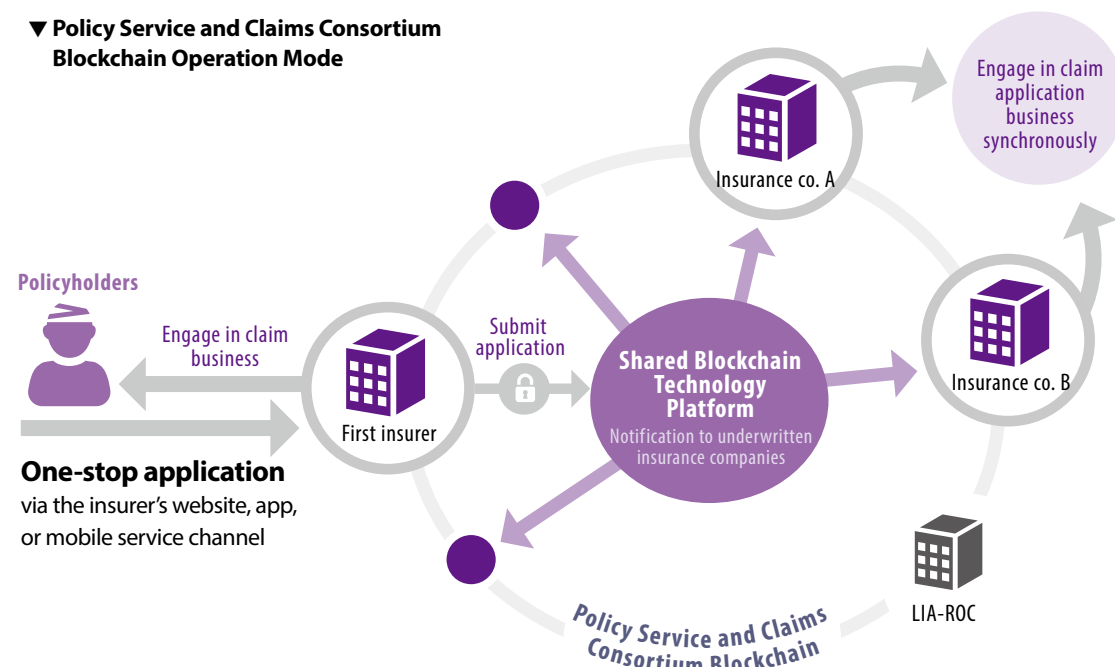 ▼ Policy Service and Claims Consortium
Blockchain Operation Mode
Engage in claim
application
business
synchronously
Insurance co. A
Policyholders
Engage in claim
business
Submit
application
First insurer
Shared Blockchain
Technology
Platform
Notification to underwritten
insurance companies
Insurance co. B
One-stop application
via the insurer's website, app,
or mobile service channel
LIA-ROC
Policy Service and Claims
Consortium Blockchain